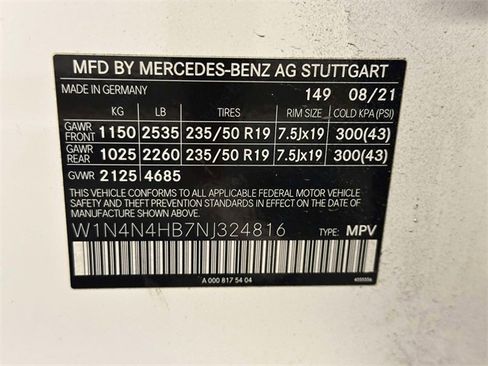 MFD BY MERCEDES-BENZ AG STUTTGART
MADE IN GERMANY 149 08/21
KG LB TIRES RIM SIZE COLD KPA (PSI)
GAWR FRONT 1150 2535 235/50 R19 7.5Jx19 300(43)
GAWR REAR 1025 2260 235/50 R19 7.5Jx19 300(43)
GVWR 2125 4685
THIS VEHICLE CONFORMS TO ALL APPLICABLE FEDERAL MOTOR VEHICLE
SAFETY AND THEFT PREVENTION STANDARDS IN EFFECT ON THE DATE
OF MANUFACTURE SHOWN ABOVE.
W1N4N4HB7NJ324816 TYPE: MPV
A 000 817 54 04